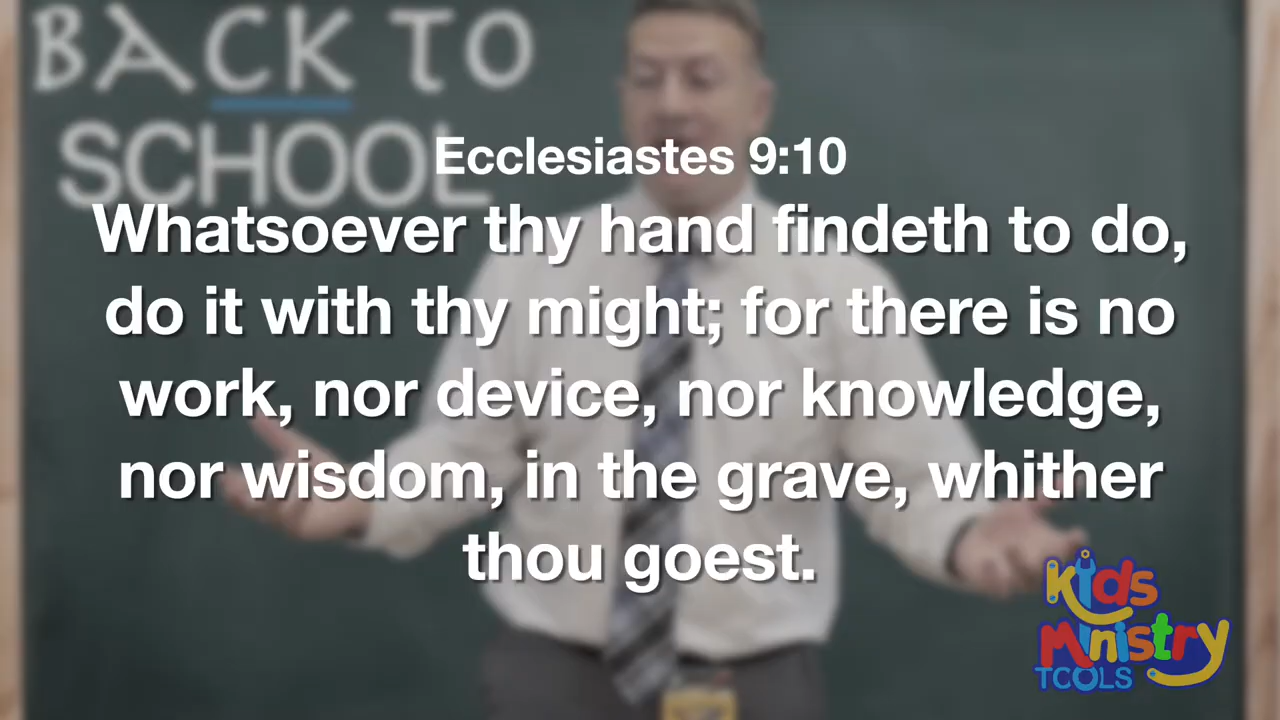 BACK TO
SCHOOL
Ecclesiastes 9:10
Whatsoever thy hand findeth to do,
do it with thy might; for there is no
work, nor device, nor knowledge,
nor wisdom, in the grave, whither
thou goest.
Kids
Ministry
TOOLS